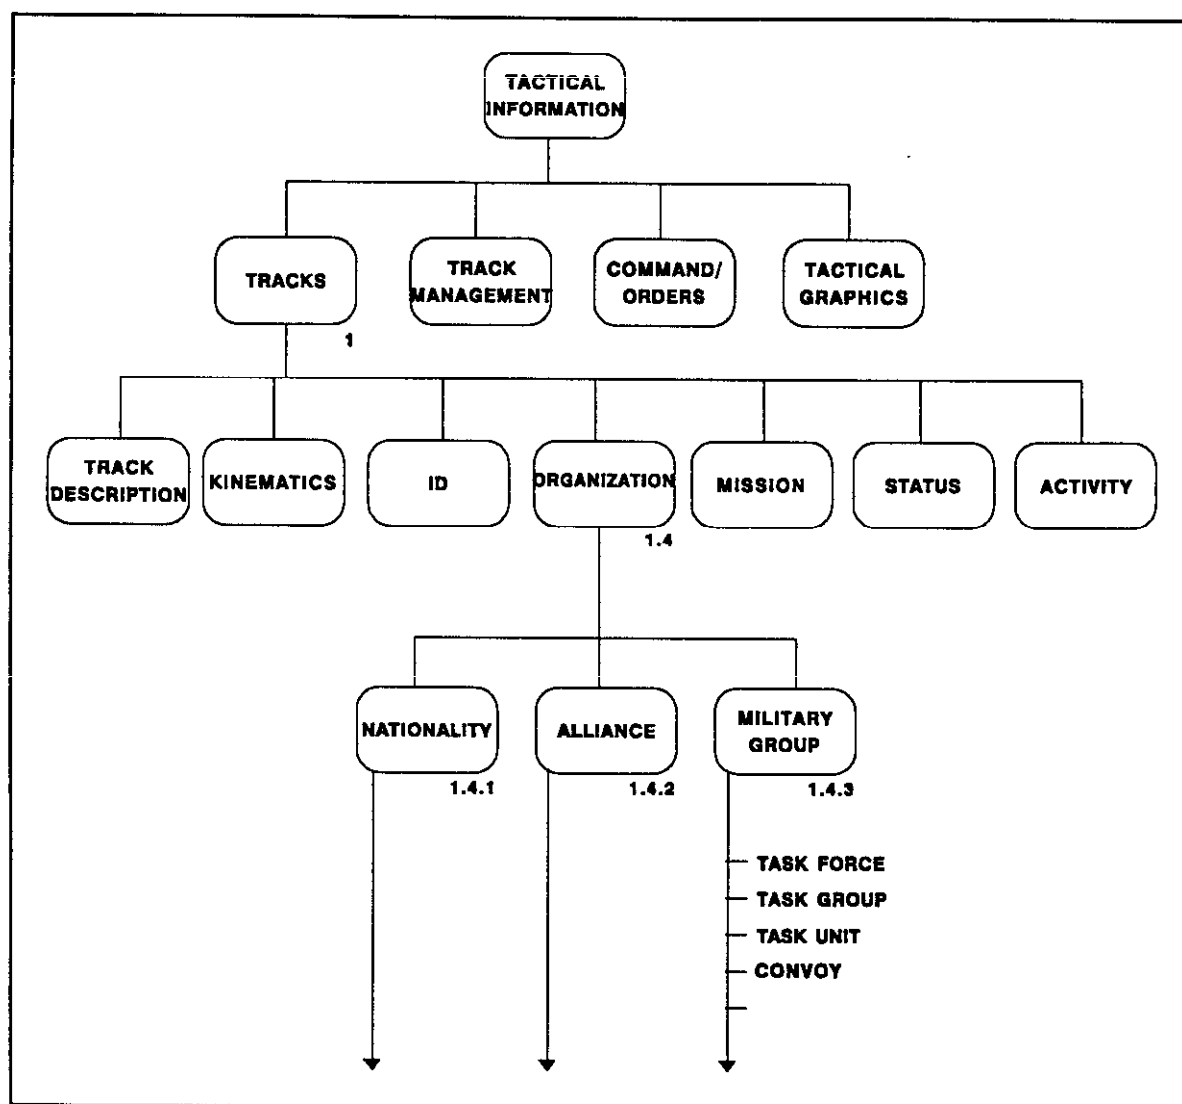 TACTICAL
INFORMATION
TRACKS
TRACK
MANAGEMENT
COMMAND/
ORDERS
TACTICAL
GRAPHICS
1
TRACK
DESCRIPTION
KINEMATICS
ID
ORGANIZATION
MISSION
STATUS
ACTIVITY
1.4
NATIONALITY
ALLIANCE
MILITARY
GROUP
1.4.1
1.4.2
1.4.3
TASK FORCE
TASK GROUP
TASK UNIT
CONVOY